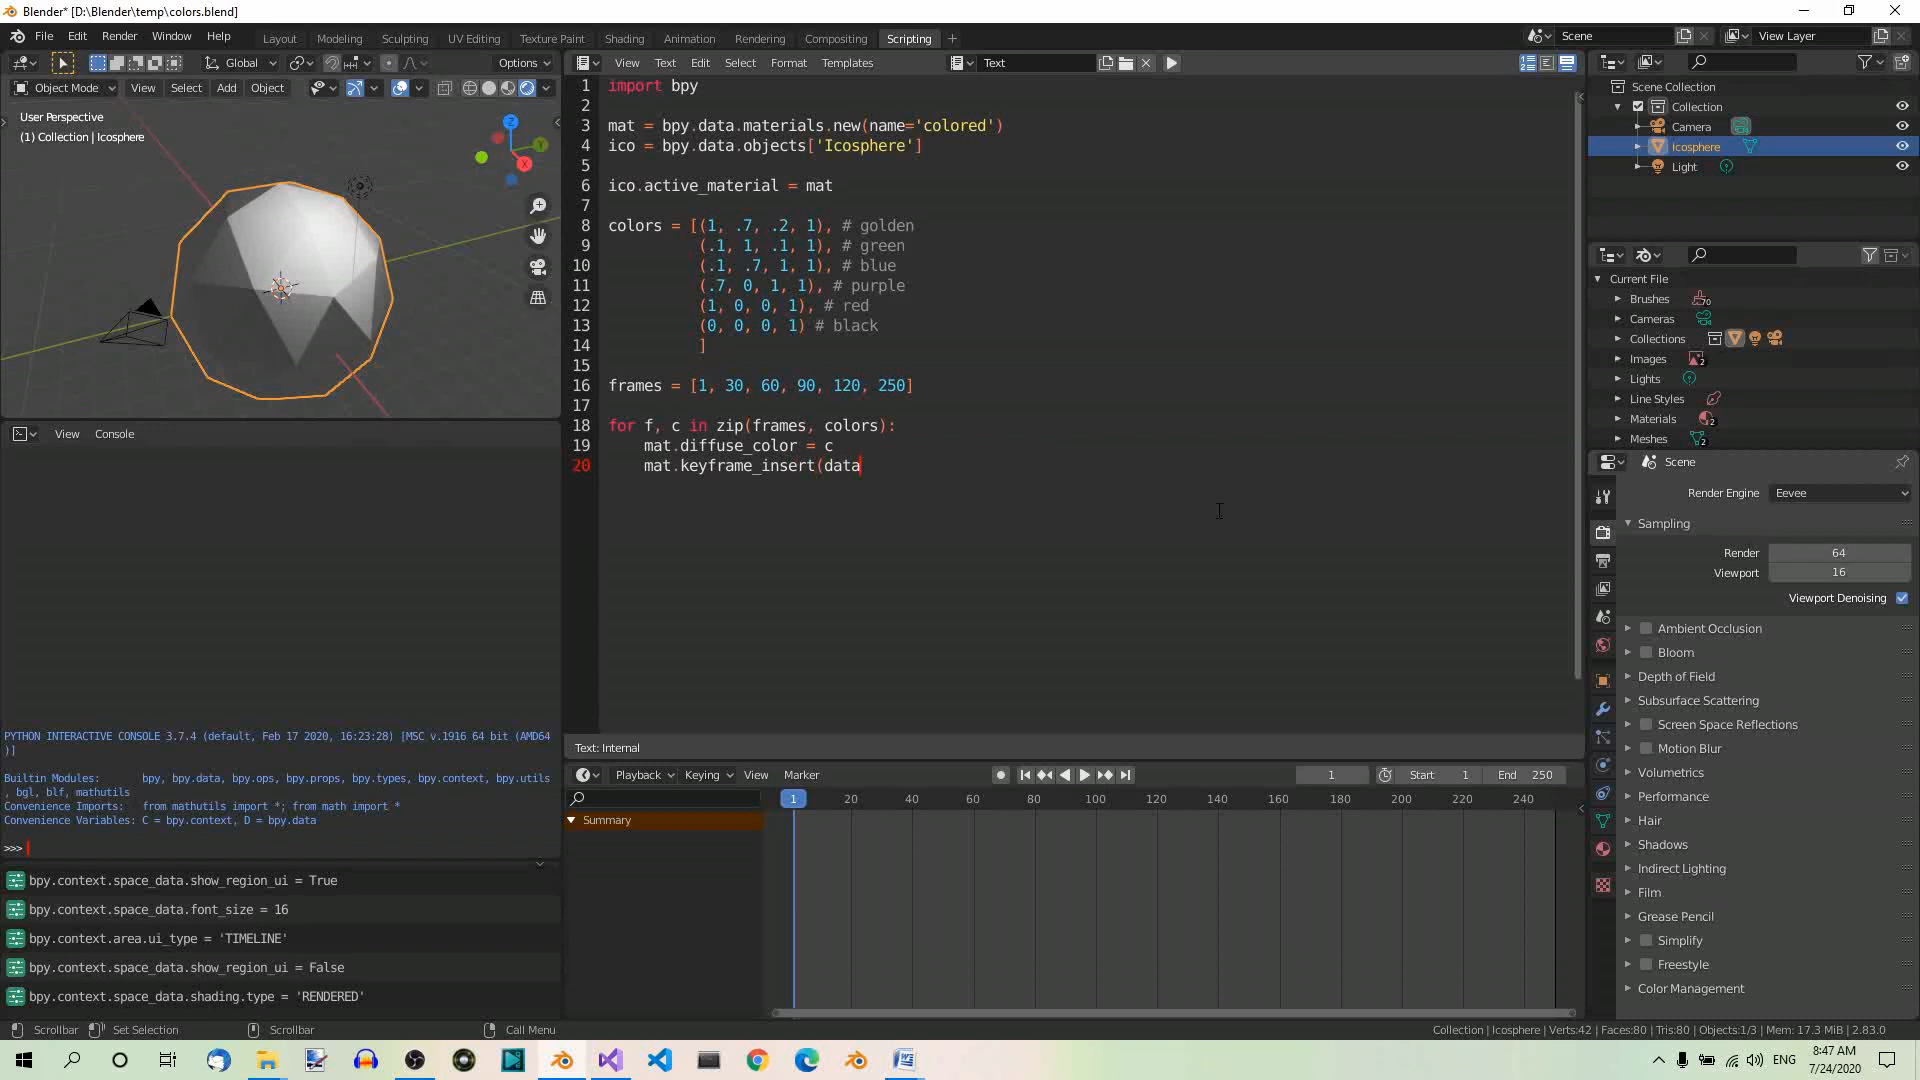 Blender* [D:\Blender\temp\colors.blend]
File Edit Render Window Help Layout Modeling Sculpting UV Editing Texture Paint Shading Animation Rendering Compositing Scripting Scene View Layer
Global Options
Object Mode View Select Add Object
User Perspective
(1) Collection | Icosphere
Z
Y
X
View Text Edit Select Format Templates Text
1 import bpy
2
3 mat = bpy.data.materials.new(name='colored')
4 ico = bpy.data.objects['Icosphere']
5
6 ico.active_material = mat
7
8 colors = [(1, .7, .2, 1), # golden
9 (.1, 1, .1, 1), # green
10 (.1, .7, 1, 1), # blue
11 (.7, 0, 1, 1), # purple
12 (1, 0, 0, 1), # red
13 (0, 0, 0, 1) # black
14 ]
15
16 frames = [1, 30, 60, 90, 120, 250]
17
18 for f, c in zip(frames, colors):
19 mat.diffuse_color = c
20 mat.keyframe_insert(data
Text: Internal
View Console
PYTHON INTERACTIVE CONSOLE 3.7.4 (default, Feb 17 2020, 16:23:28) [MSC v.1916 64 bit (AMD64
)]
Builtin Modules: bpy, bpy.data, bpy.ops, bpy.props, bpy.types, bpy.context, bpy.utils
, bgl, blf, mathutils
Convenience Imports: from mathutils import *; from math import *
Convenience Variables: C = bpy.context, D = bpy.data
>>>
bpy.context.space_data.show_region_ui = True
bpy.context.space_data.font_size = 16
bpy.context.area.ui_type = 'TIMELINE'
bpy.context.space_data.show_region_ui = False
bpy.context.space_data.shading.type = 'RENDERED'
Playback Keying View Marker 1 Start 1 End 250
1 20 40 60 80 100 120 140 160 180 200 220 240
Summary
Scene Collection
Collection
Camera
Icosphere
Light
Current File
Brushes 70
Cameras
Collections
Images 2
Lights
Line Styles
Materials 2
Meshes 2
Scene
Render Engine Eevee
Sampling
Render 64
Viewport 16
Viewport Denoising
Ambient Occlusion
Bloom
Depth of Field
Subsurface Scattering
Screen Space Reflections
Motion Blur
Volumetrics
Performance
Hair
Shadows
Indirect Lighting
Film
Grease Pencil
Simplify
Freestyle
Color Management
Scrollbar Set Selection Scrollbar Call Menu Collection | Icosphere | Verts:42 | Faces:80 | Tris:80 | Objects:1/3 | Mem: 17.3 MiB | 2.83.0
ENG 8:47 AM
7/24/2020